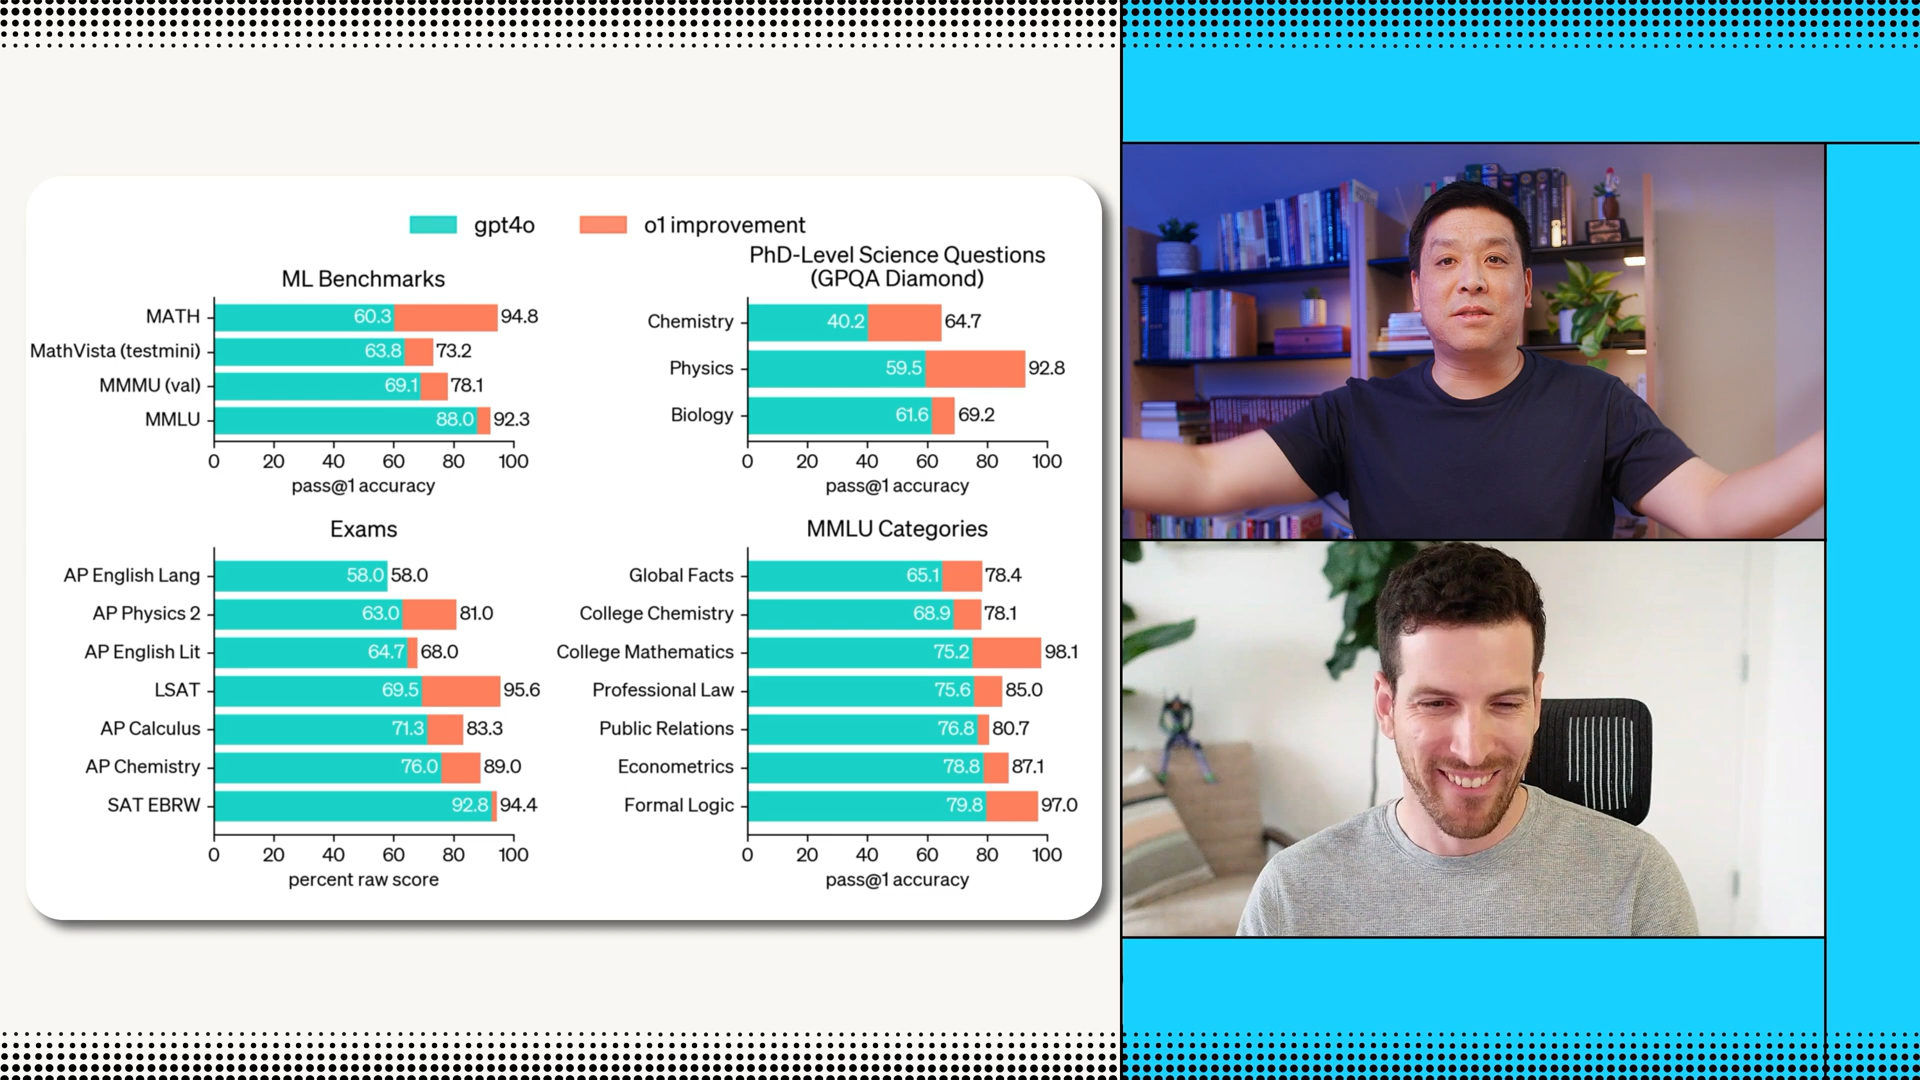 gpt4o
o1 improvement
ML Benchmarks
MATH 60.3 94.8
MathVista (testmini) 63.8 73.2
MMMU (val) 69.1 78.1
MMLU 88.0 92.3
0 20 40 60 80 100
pass@1 accuracy
PhD-Level Science Questions
(GPQA Diamond)
Chemistry 40.2 64.7
Physics 59.5 92.8
Biology 61.6 69.2
0 20 40 60 80 100
pass@1 accuracy
Exams
AP English Lang 58.0 58.0
AP Physics 2 63.0 81.0
AP English Lit 64.7 68.0
LSAT 69.5 95.6
AP Calculus 71.3 83.3
AP Chemistry 76.0 89.0
SAT EBRW 92.8 94.4
0 20 40 60 80 100
percent raw score
MMLU Categories
Global Facts 65.1 78.4
College Chemistry 68.9 78.1
College Mathematics 75.2 98.1
Professional Law 75.6 85.0
Public Relations 76.8 80.7
Econometrics 78.8 87.1
Formal Logic 79.8 97.0
0 20 40 60 80 100
pass@1 accuracy